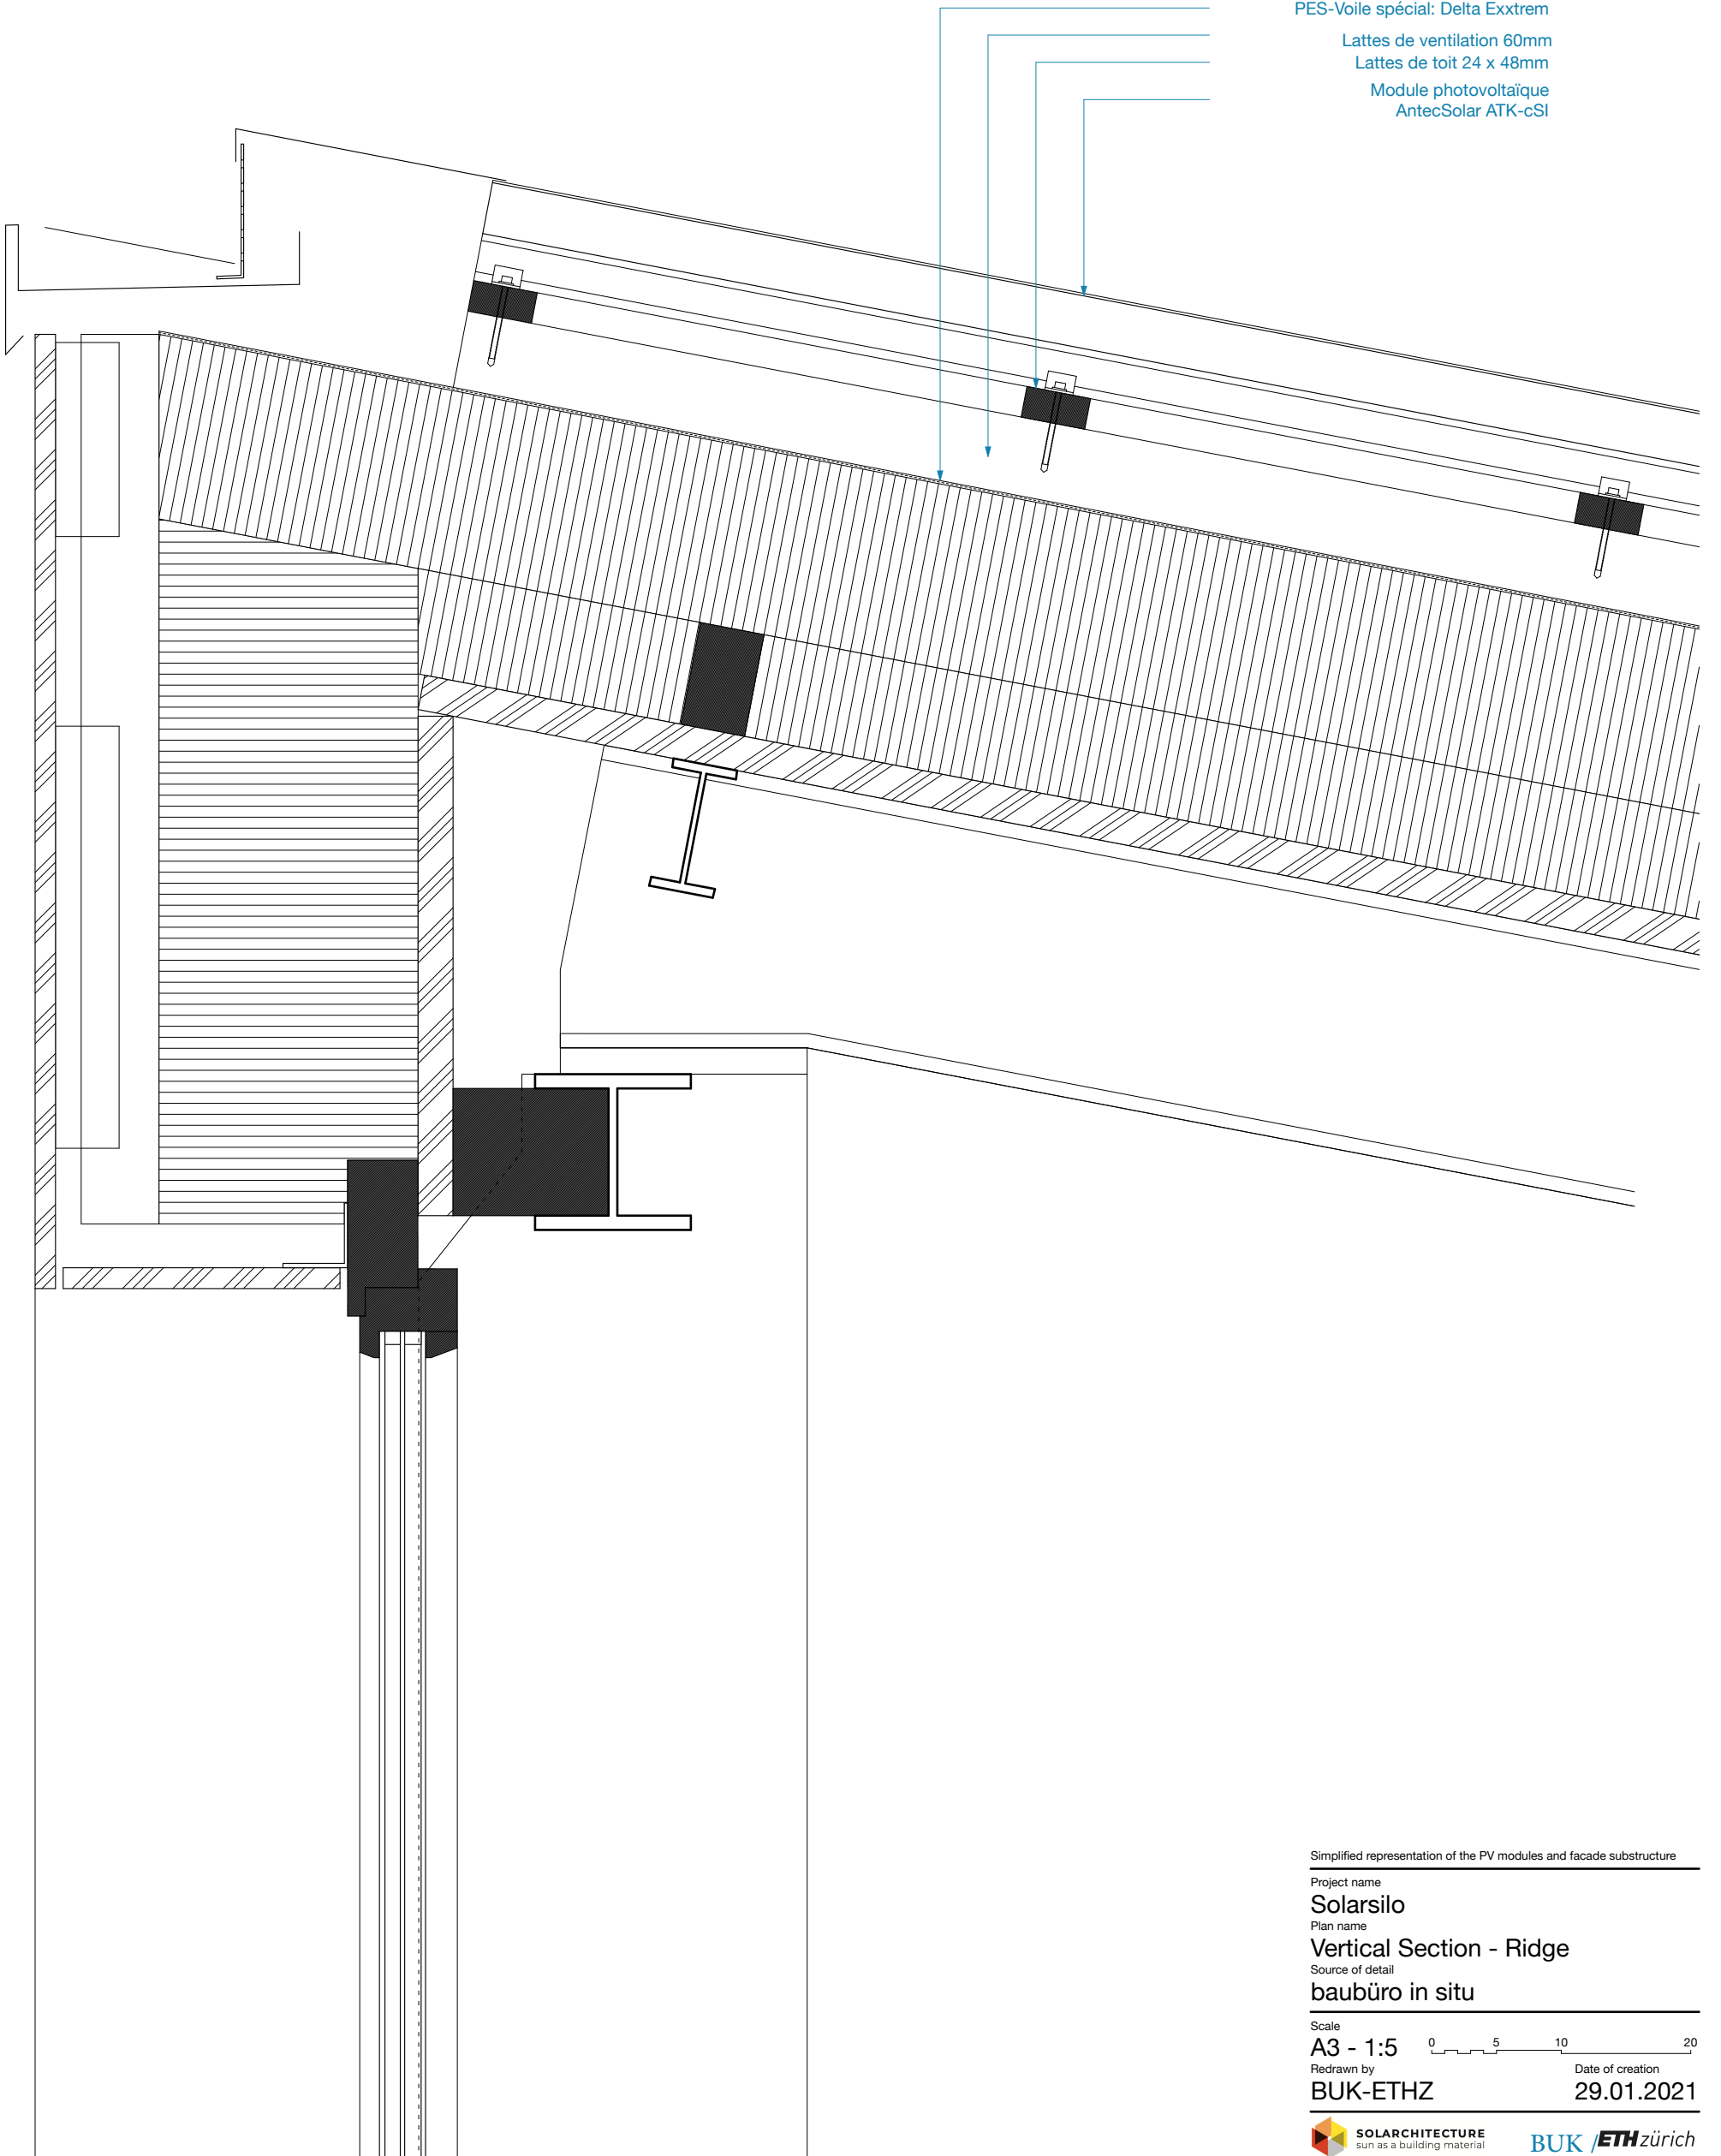 PES-Voile spécial: Delta Exxtrem
Lattes de ventilation 60mm
Lattes de toit 24 x 48mm
Module photovoltaïque
AntecSolar ATK-cSI
Simplified representation of the PV modules and facade substructure
Project name
Solarsilo
Plan name
Vertical Section - Ridge
Source of detail
baubüro in situ
Scale
A3 - 1:5 0 5 10 20
Redrawn by Date of creation
BUK-ETHZ 29.01.2021
SOLARCHITECTURE
sun as a building material
BUK / ETH zürich